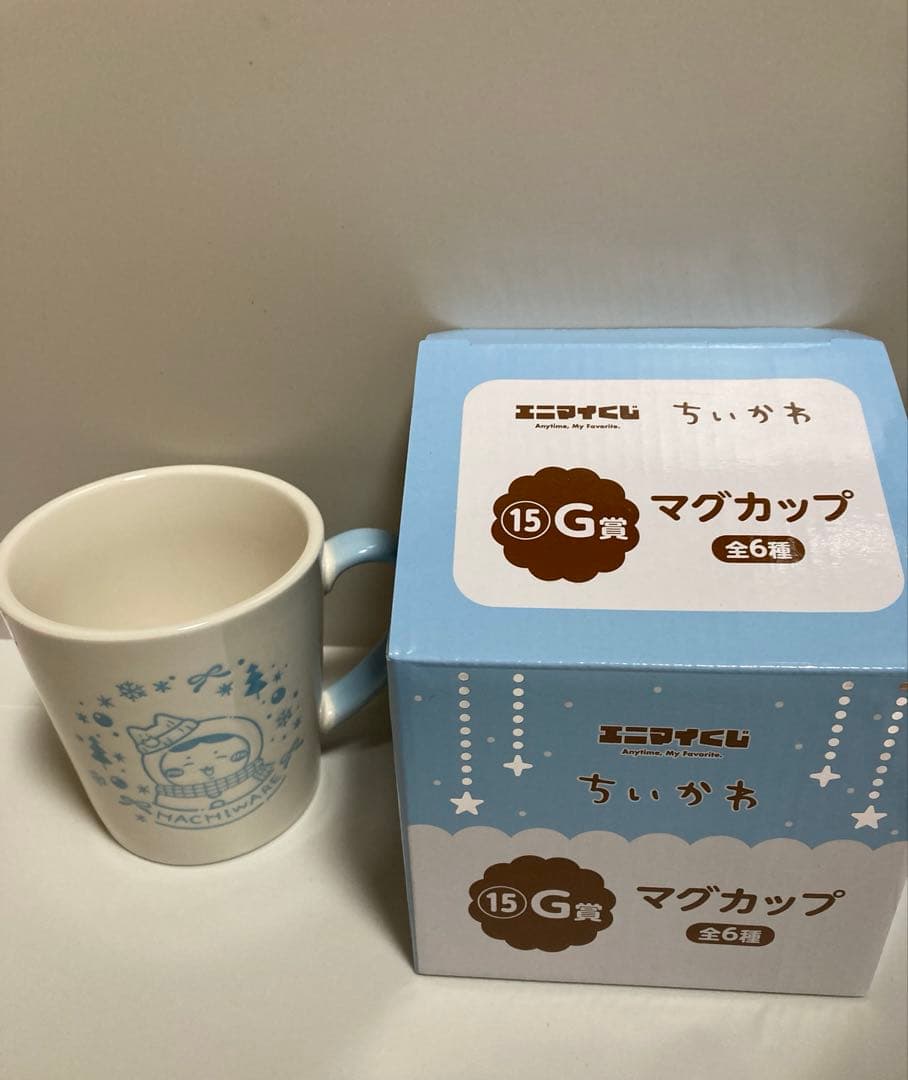 エニマイくじ ちいかわ
Anytime, My Favorite.
⑮ G賞 マグカップ
全6種
エニマイくじ
Anytime, My Favorite.
ちいかわ
⑮ G賞 マグカップ
全6種
HACHIWARE